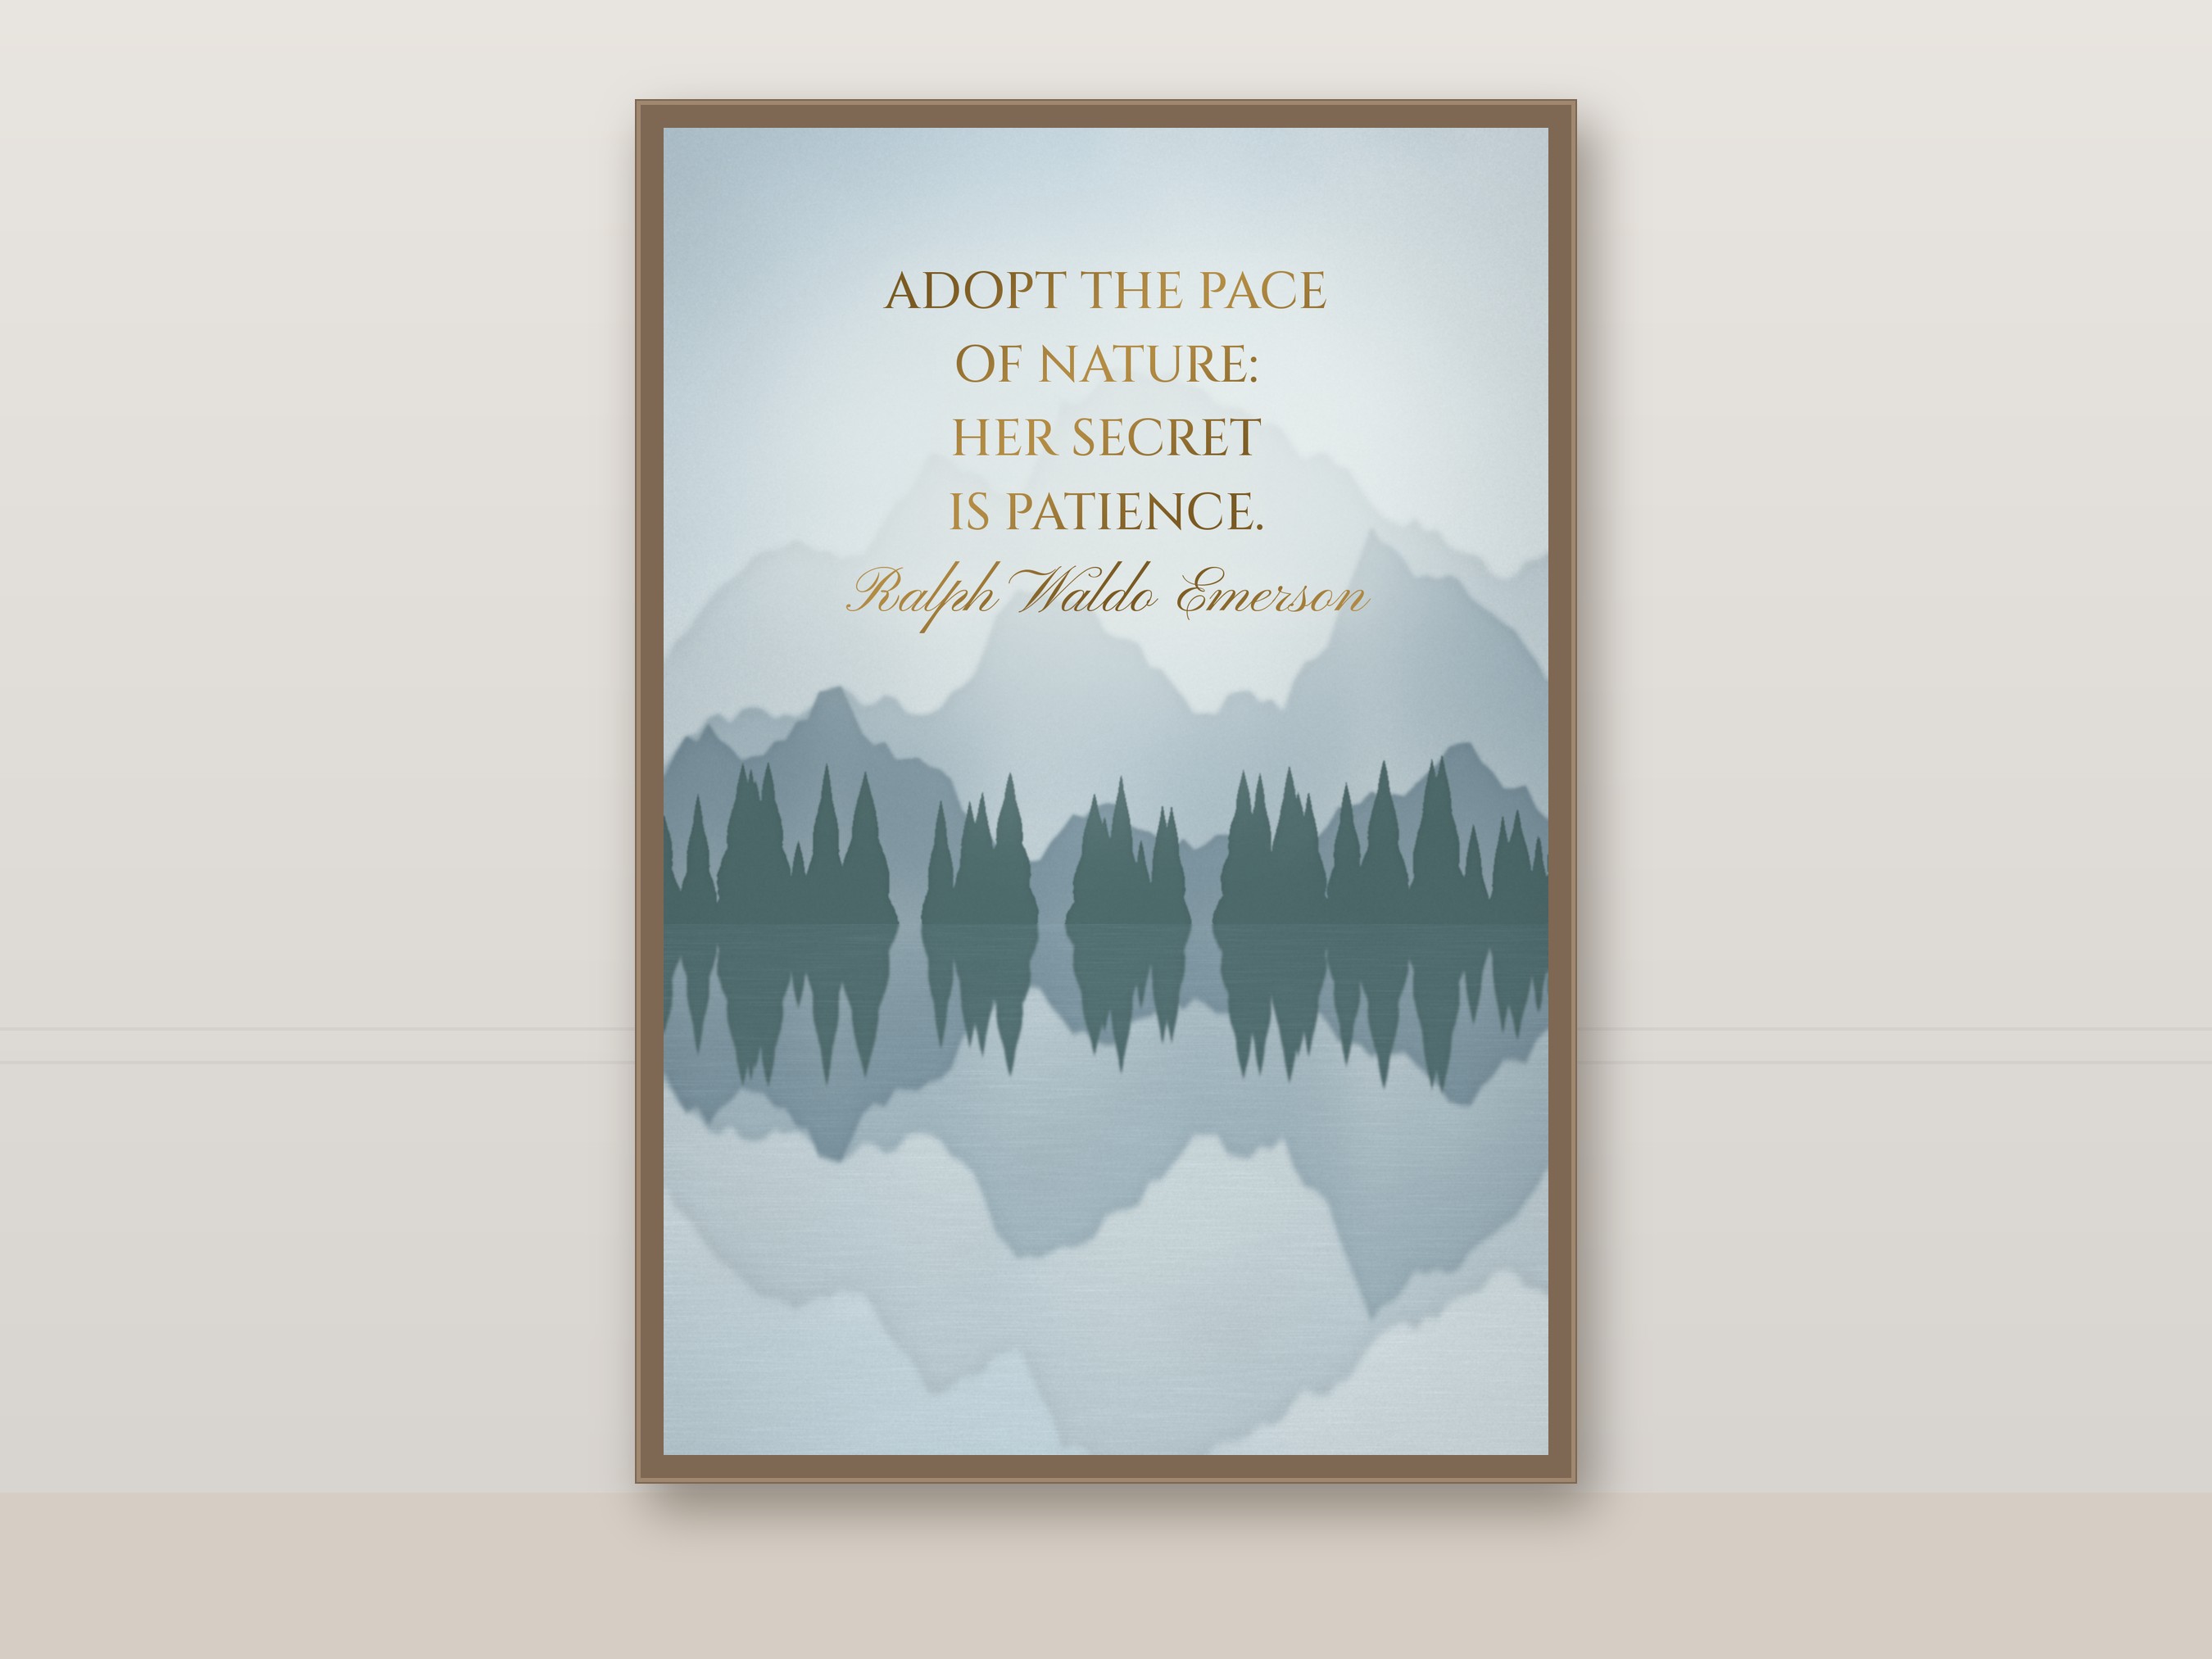 ADOPT THE PACE
OF NATURE:
HER SECRET
IS PATIENCE.
Ralph Waldo Emerson